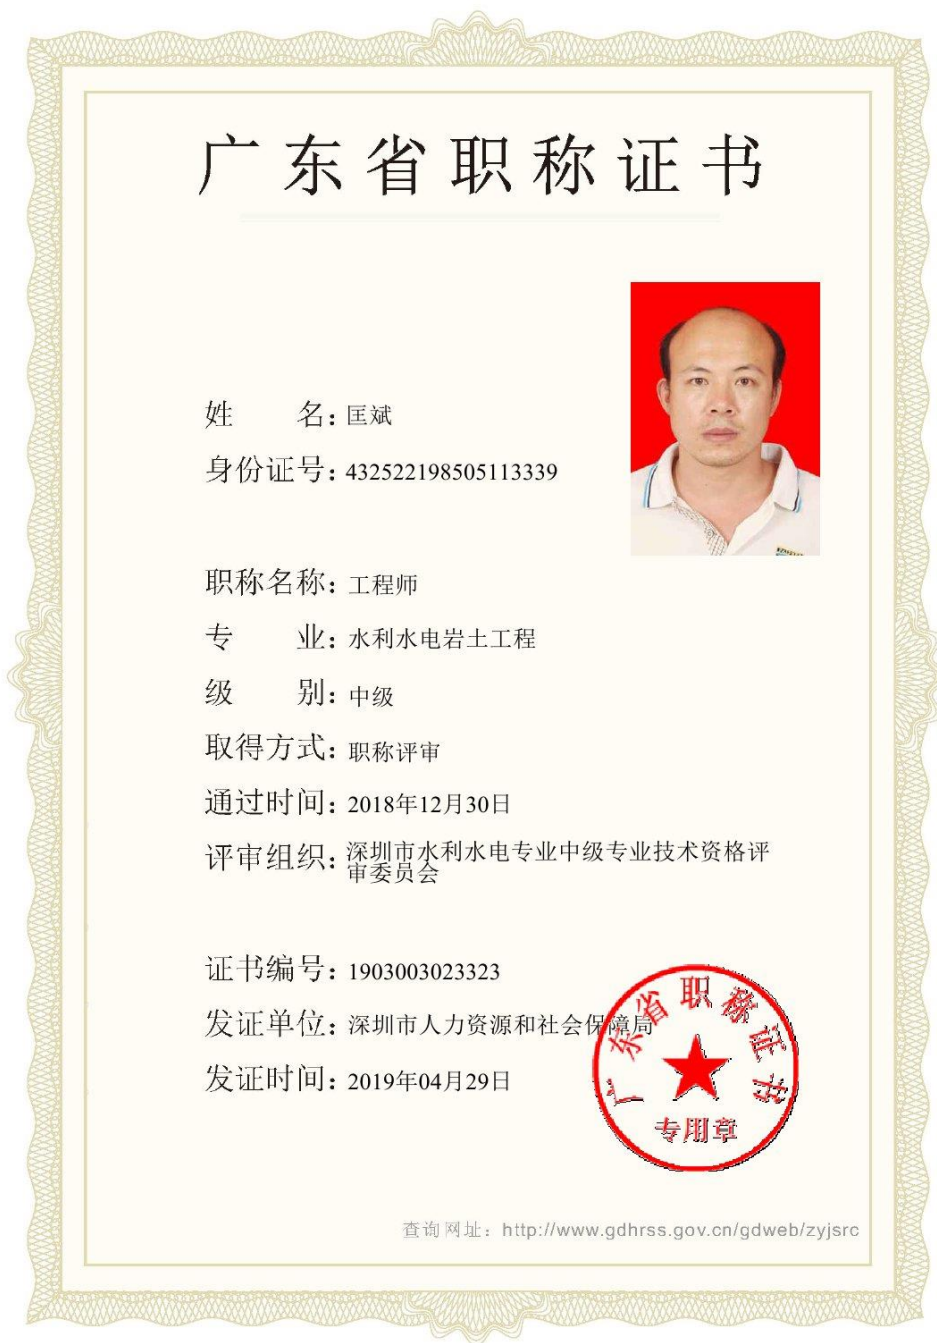 广东省职称证书
姓 名：匡斌
身份证号：432522198505113339
职称名称：工程师
专 业：水利水电岩土工程
级 别：中级
取得方式：职称评审
通过时间：2018年12月30日
评审组织：深圳市水利水电专业中级专业技术资格评
审委员会
证书编号：1903003023323
发证单位：深圳市人力资源和社会保障局
发证时间：2019年04月29日
广东省职称证书
专用章
查询网址：http://www.gdhrss.gov.cn/gdweb/zyjsrc